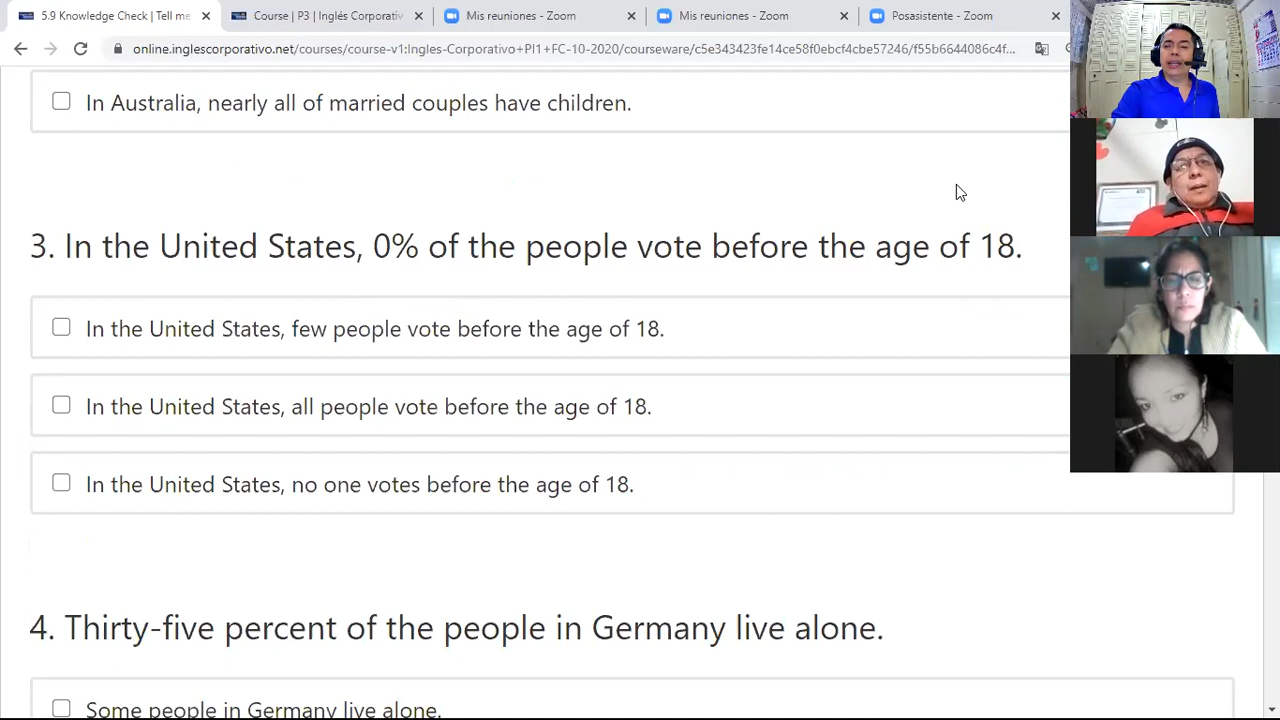 5.9 Knowledge Check | Tell me
Course | P3 | Inglés Corporativ
Mis reuniones - Zoom
Mis reuniones - Zoom
Posasistente - Zoom
online.inglescorporativo.net/courses/course-v1:Ingles-Corporativo+PI1+FC-10-2020/courseware/c5e343423fe14ce58f0ebcf4cbe57246/55b6644086c4f...
In Australia, nearly all of married couples have children.
3. In the United States, 0% of the people vote before the age of 18.
In the United States, few people vote before the age of 18.
In the United States, all people vote before the age of 18.
In the United States, no one votes before the age of 18.
4. Thirty-five percent of the people in Germany live alone.
Some people in Germany live alone.